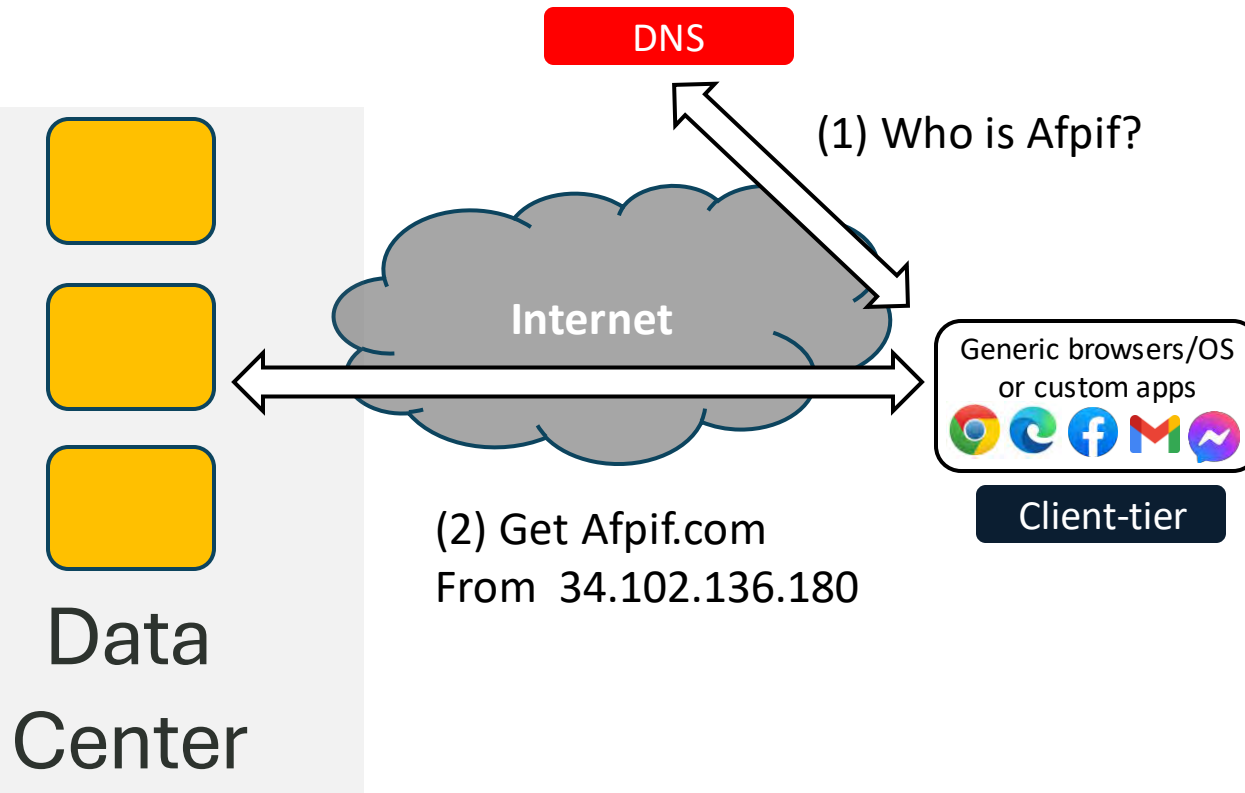 DNS
(1) Who is Afpif?
Internet
Generic browsers/OS
or custom apps
Client-tier
(2) Get Afpif.com
From 34.102.136.180
Data
Center